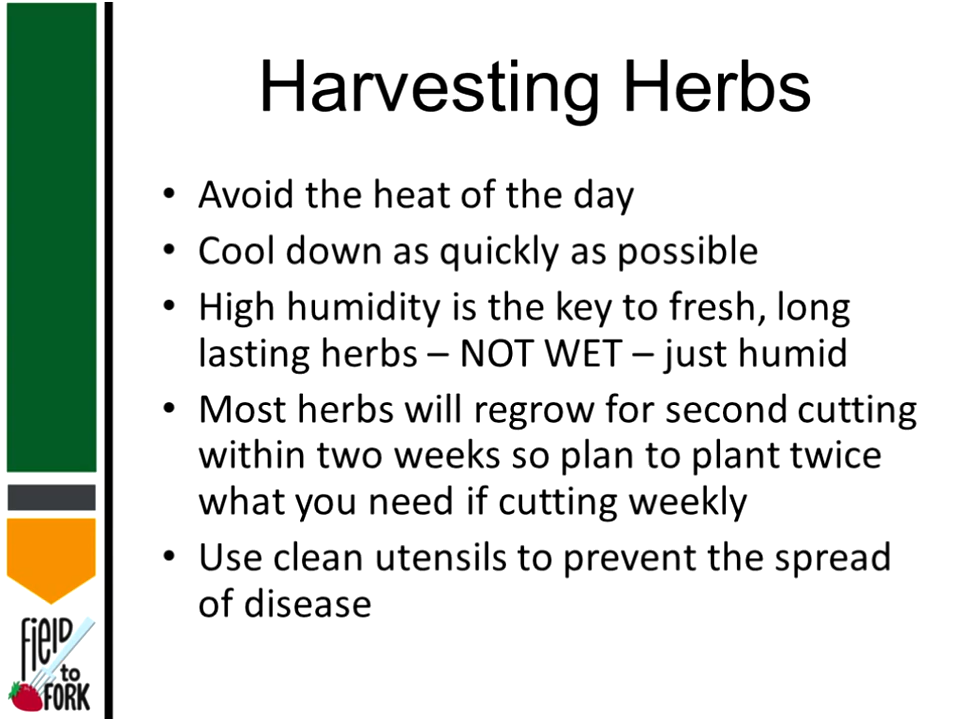 Harvesting Herbs
• Avoid the heat of the day
• Cool down as quickly as possible
• High humidity is the key to fresh, long
lasting herbs – NOT WET – just humid
• Most herbs will regrow for second cutting
within two weeks so plan to plant twice
what you need if cutting weekly
• Use clean utensils to prevent the spread
of disease
FiElD
to
FORK